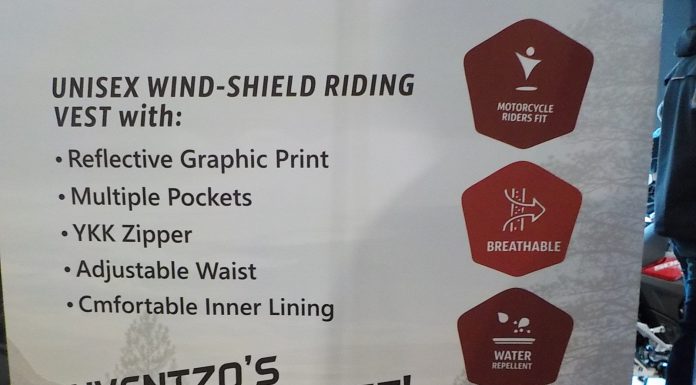 UNISEX WIND-SHIELD RIDING
VEST with:
• Reflective Graphic Print
• Multiple Pockets
• YKK Zipper
• Adjustable Waist
• Cmfortable Inner Lining
MOTORCYCLE
RIDERS FIT
BREATHABLE
WATER
REPELLENT